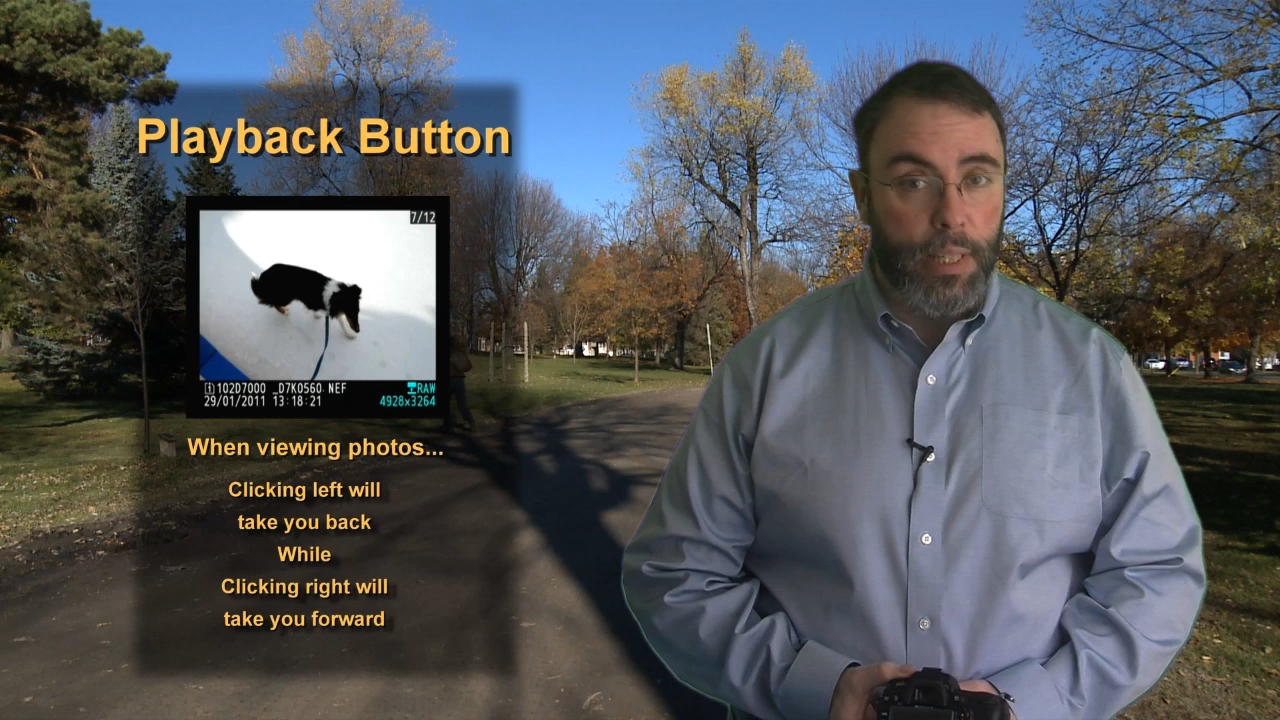 Playback Button
7/12
102D7000 _D7K0560. NEF
RAW
29/01/2011 13:18:21
4928x3264
When viewing photos...
Clicking left will
take you back
While
Clicking right will
take you forward